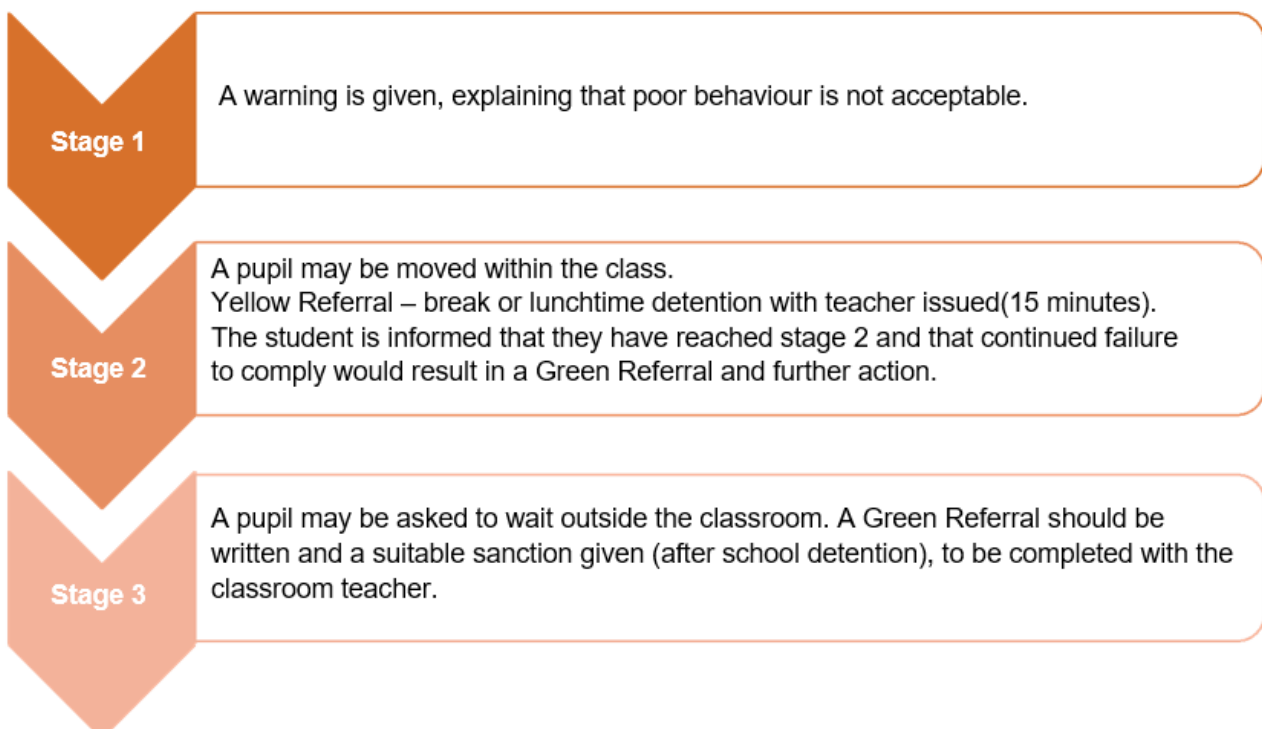 Stage 1
A warning is given, explaining that poor behaviour is not acceptable.
Stage 2
A pupil may be moved within the class.
Yellow Referral – break or lunchtime detention with teacher issued(15 minutes).
The student is informed that they have reached stage 2 and that continued failure
to comply would result in a Green Referral and further action.
Stage 3
A pupil may be asked to wait outside the classroom. A Green Referral should be
written and a suitable sanction given (after school detention), to be completed with the
classroom teacher.